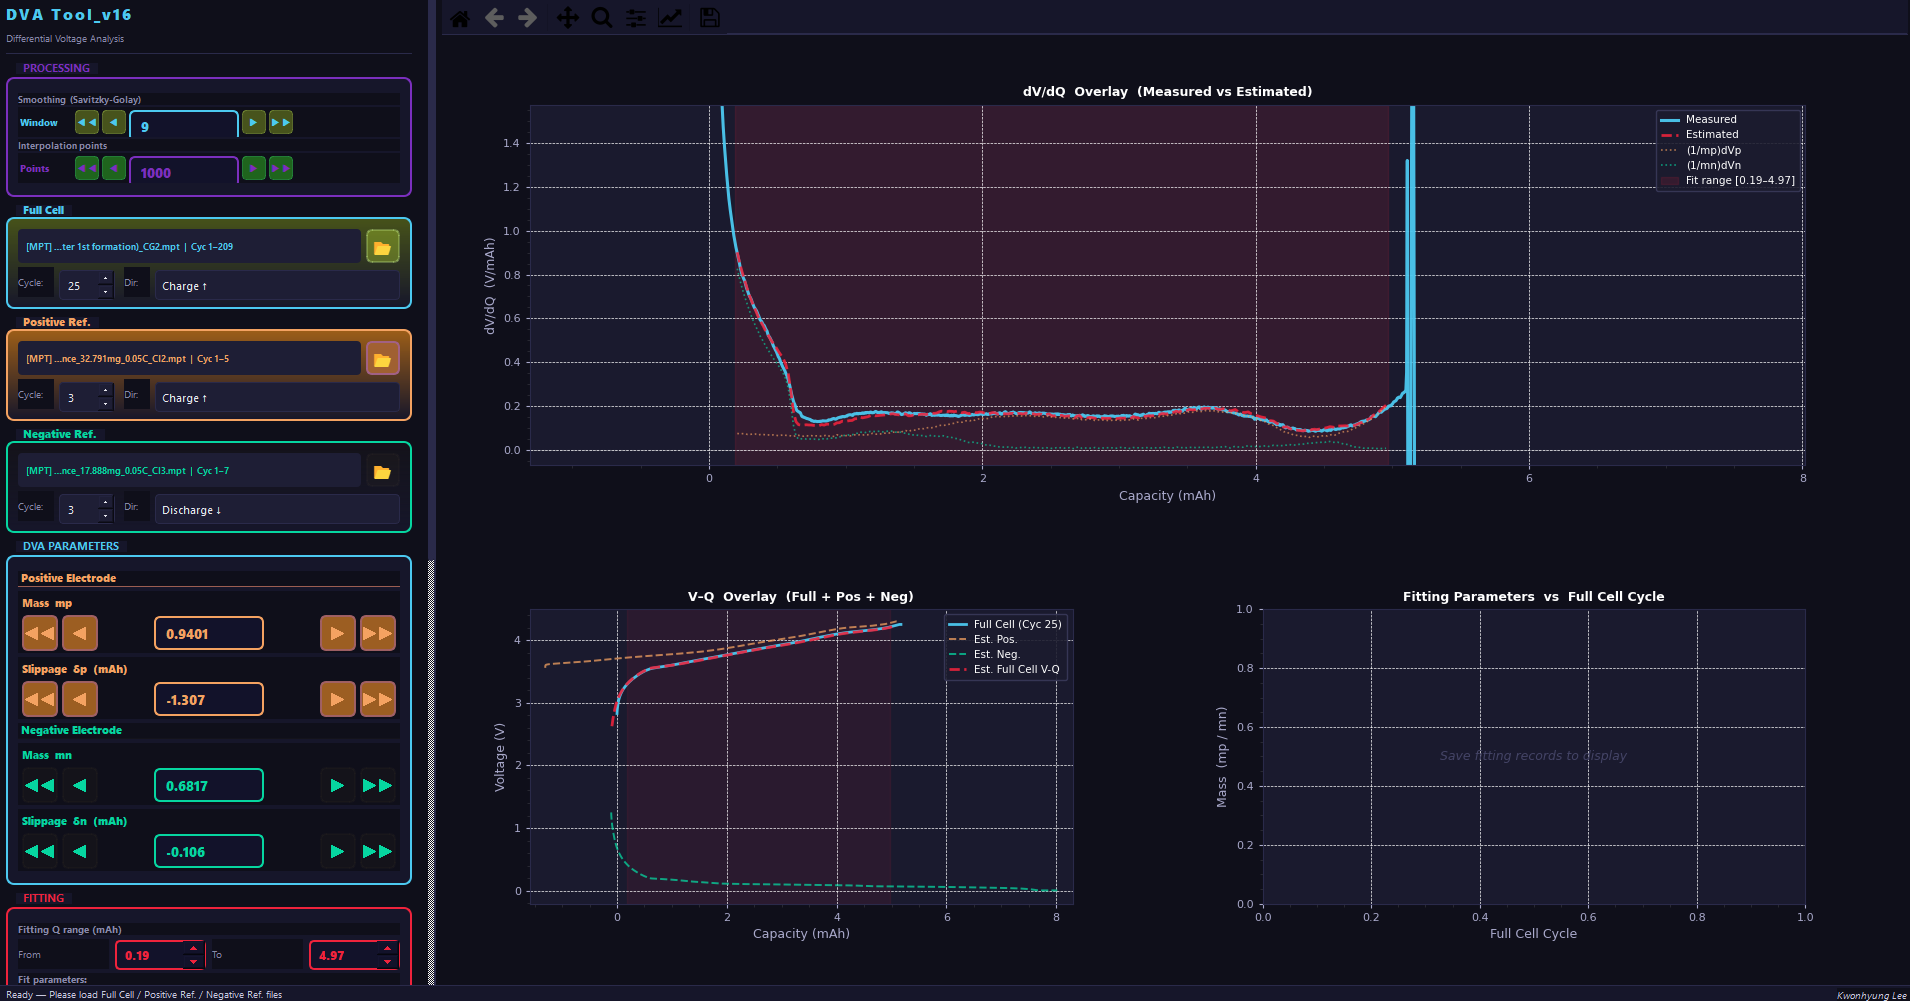 DVA Tool_v16
Differential Voltage Analysis
PROCESSING
Smoothing (Savitzky-Golay)
Window 9
Interpolation points
Points 1000
Full Cell
[MPT] ...ter 1st formation)_CG2.mpt | Cyc 1–209
Cycle: 25 Dir: Charge ↑
Positive Ref.
[MPT] ...nce_32.791mg_0.05C_CI2.mpt | Cyc 1–5
Cycle: 3 Dir: Charge ↑
Negative Ref.
[MPT] ...nce_17.888mg_0.05C_CI3.mpt | Cyc 1–7
Cycle: 3 Dir: Discharge ↓
DVA PARAMETERS
Positive Electrode
Mass mp
0.9401
Slippage δp (mAh)
-1.307
Negative Electrode
Mass mn
0.6817
Slippage δn (mAh)
-0.106
FITTING
Fitting Q range (mAh)
From 0.19 To 4.97
Fit parameters:
Ready — Please load Full Cell / Positive Ref. / Negative Ref. files
dV/dQ Overlay (Measured vs Estimated)
Measured
Estimated
(1/mp)dVp
(1/mn)dVn
Fit range [0.19–4.97]
dV/dQ (V/mAh)
1.4
1.2
1.0
0.8
0.6
0.4
0.2
0.0
0 2 4 6 8
Capacity (mAh)
V–Q Overlay (Full + Pos + Neg)
Full Cell (Cyc 25)
Est. Pos.
Est. Neg.
Est. Full Cell V-Q
Voltage (V)
4
3
2
1
0
0 2 4 6 8
Capacity (mAh)
Fitting Parameters vs Full Cell Cycle
Mass (mp / mn)
1.0
0.8
0.6
0.4
0.2
0.0
Save fitting records to display
0.0 0.2 0.4 0.6 0.8 1.0
Full Cell Cycle
Kwonhyung Lee